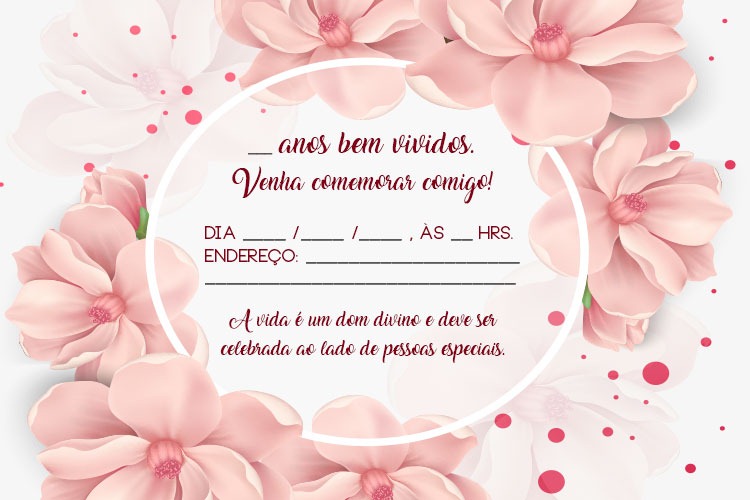 __ anos bem vividos.
Venha comemorar comigo!
DIA ____ /____ /____ , ÀS __ HRS.
ENDEREÇO: ____________________
_____________________________
A vida é um dom divino e deve ser
celebrada ao lado de pessoas especiais.